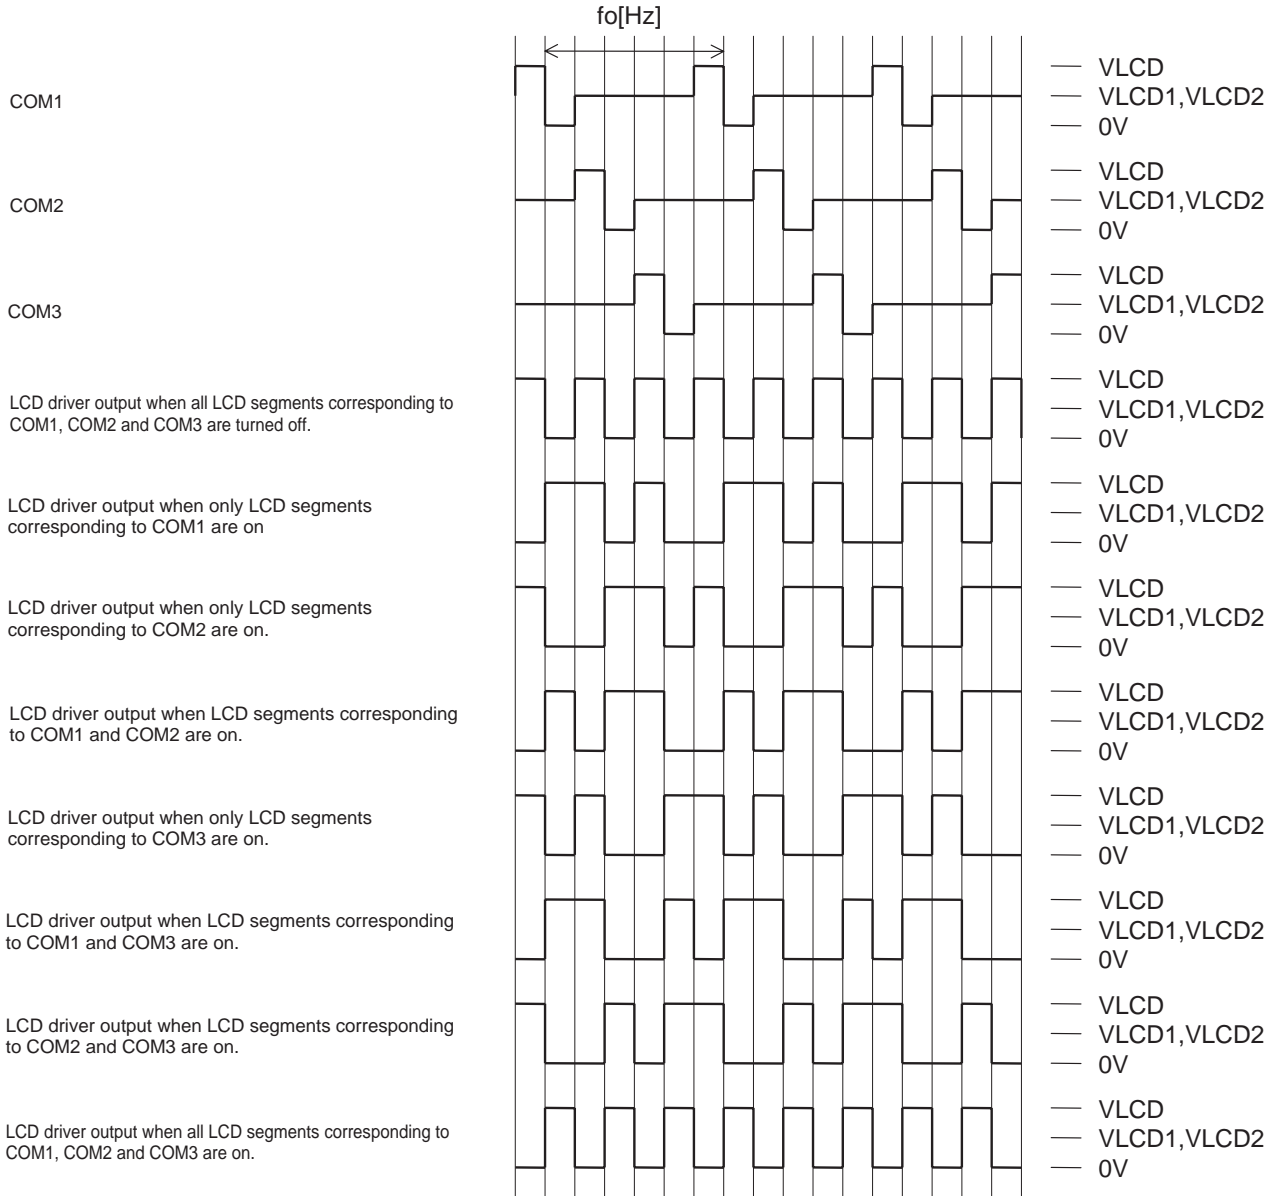 fo[Hz]
VLCD
COM1
VLCD1,VLCD2
0V
VLCD
COM2
VLCD1,VLCD2
0V
VLCD
COM3
VLCD1,VLCD2
0V
LCD driver output when all LCD segments corresponding to
COM1, COM2 and COM3 are turned off.
VLCD
VLCD1,VLCD2
0V
LCD driver output when only LCD segments
corresponding to COM1 are on
VLCD
VLCD1,VLCD2
0V
LCD driver output when only LCD segments
corresponding to COM2 are on.
VLCD
VLCD1,VLCD2
0V
LCD driver output when LCD segments corresponding
to COM1 and COM2 are on.
VLCD
VLCD1,VLCD2
0V
LCD driver output when only LCD segments
corresponding to COM3 are on.
VLCD
VLCD1,VLCD2
0V
LCD driver output when LCD segments corresponding
to COM1 and COM3 are on.
VLCD
VLCD1,VLCD2
0V
LCD driver output when LCD segments corresponding
to COM2 and COM3 are on.
VLCD
VLCD1,VLCD2
0V
LCD driver output when all LCD segments corresponding to
COM1, COM2 and COM3 are on.
VLCD
VLCD1,VLCD2
0V